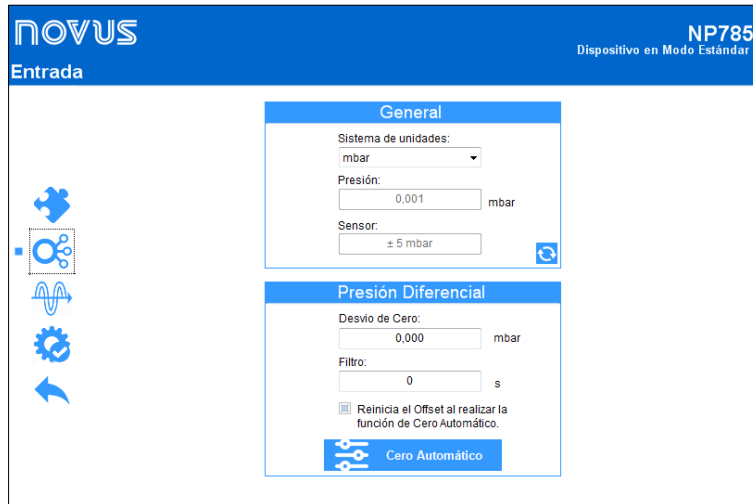 NOVUS
NP785
Dispositivo en Modo Estándar
Entrada
General
Sistema de unidades:
mbar
Presión:
0,001 mbar
Sensor:
± 5 mbar
Presión Diferencial
Desvio de Cero:
0,000 mbar
Filtro:
0 s
Reinicia el Offset al realizar la
función de Cero Automático.
Cero Automático